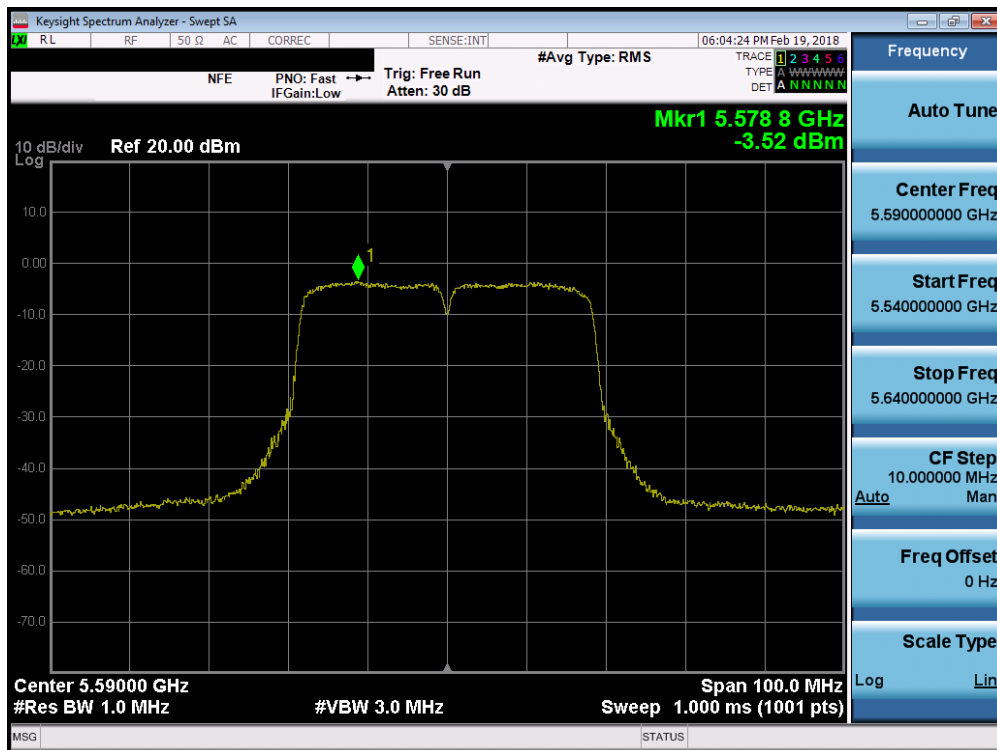 Keysight Spectrum Analyzer - Swept SA
LXI RL RF 50 Ω AC CORREC SENSE:INT 06:04:24 PM Feb 19, 2018
#Avg Type: RMS
TRACE 1 2 3 4 5 6
TYPE A WWWWW
DET A N N N N N
NFE
PNO: Fast
IFGain:Low
Trig: Free Run
Atten: 30 dB
Mkr1 5.578 8 GHz
-3.52 dBm
10 dB/div Ref 20.00 dBm
Log
10.0
0.00
-10.0
-20.0
-30.0
-40.0
-50.0
-60.0
-70.0
1
Center 5.59000 GHz Span 100.0 MHz
#Res BW 1.0 MHz #VBW 3.0 MHz Sweep 1.000 ms (1001 pts)
MSG STATUS
Frequency
Auto Tune
Center Freq
5.590000000 GHz
Start Freq
5.540000000 GHz
Stop Freq
5.640000000 GHz
CF Step
10.000000 MHz
Auto Man
Freq Offset
0 Hz
Scale Type
Log Lin